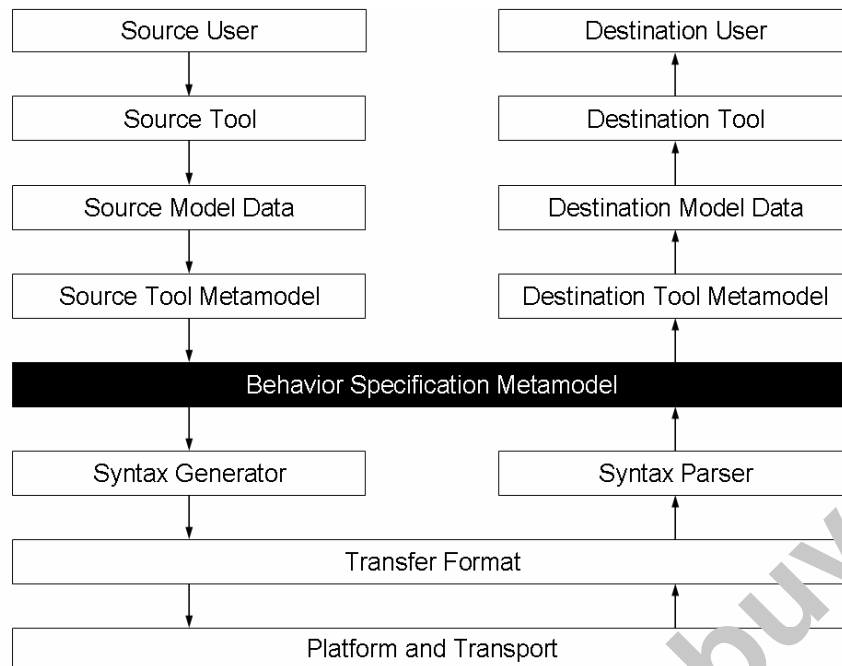 Source User
Destination User
Source Tool
Destination Tool
Source Model Data
Destination Model Data
Source Tool Metamodel
Destination Tool Metamodel
Behavior Specification Metamodel
Syntax Generator
Syntax Parser
Transfer Format
Platform and Transport
buy